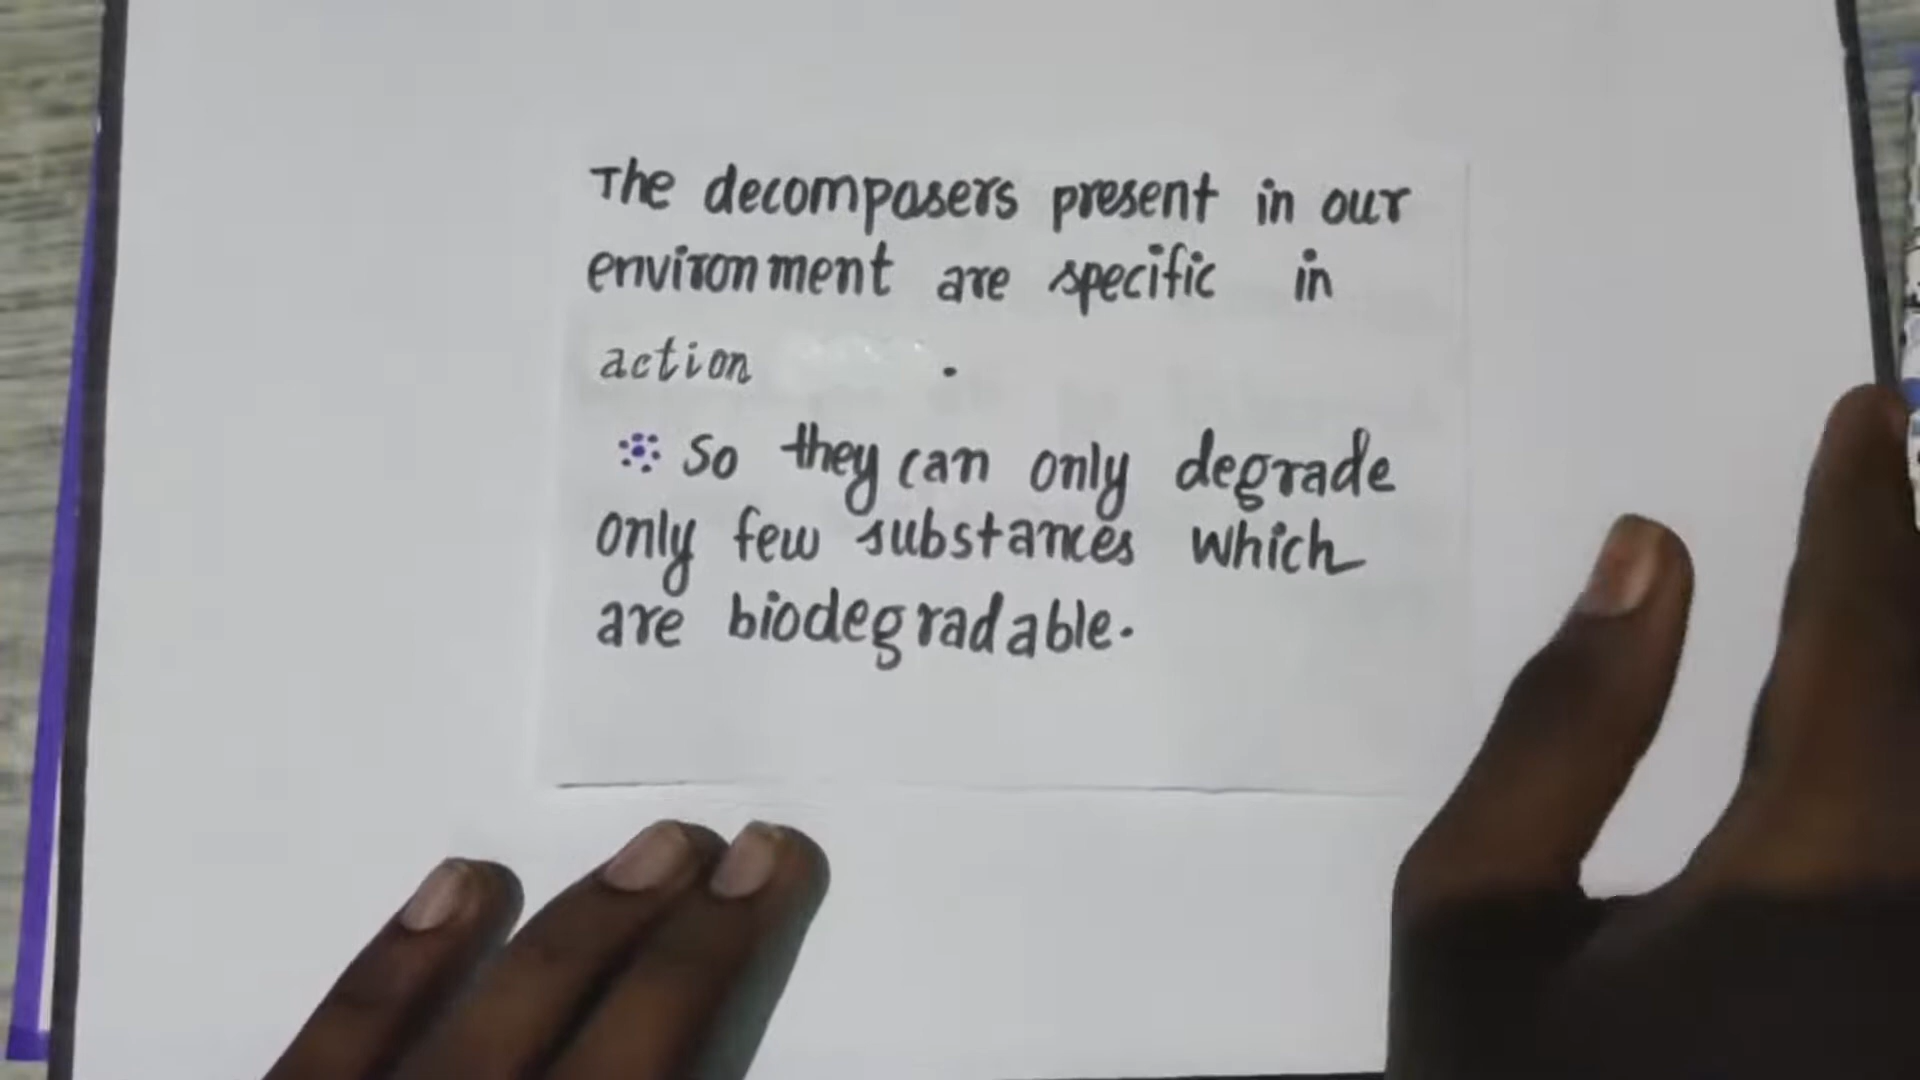 The decomposers present in our
environment are specific in
action .
So they can only degrade
only few substances which
are biodegradable.